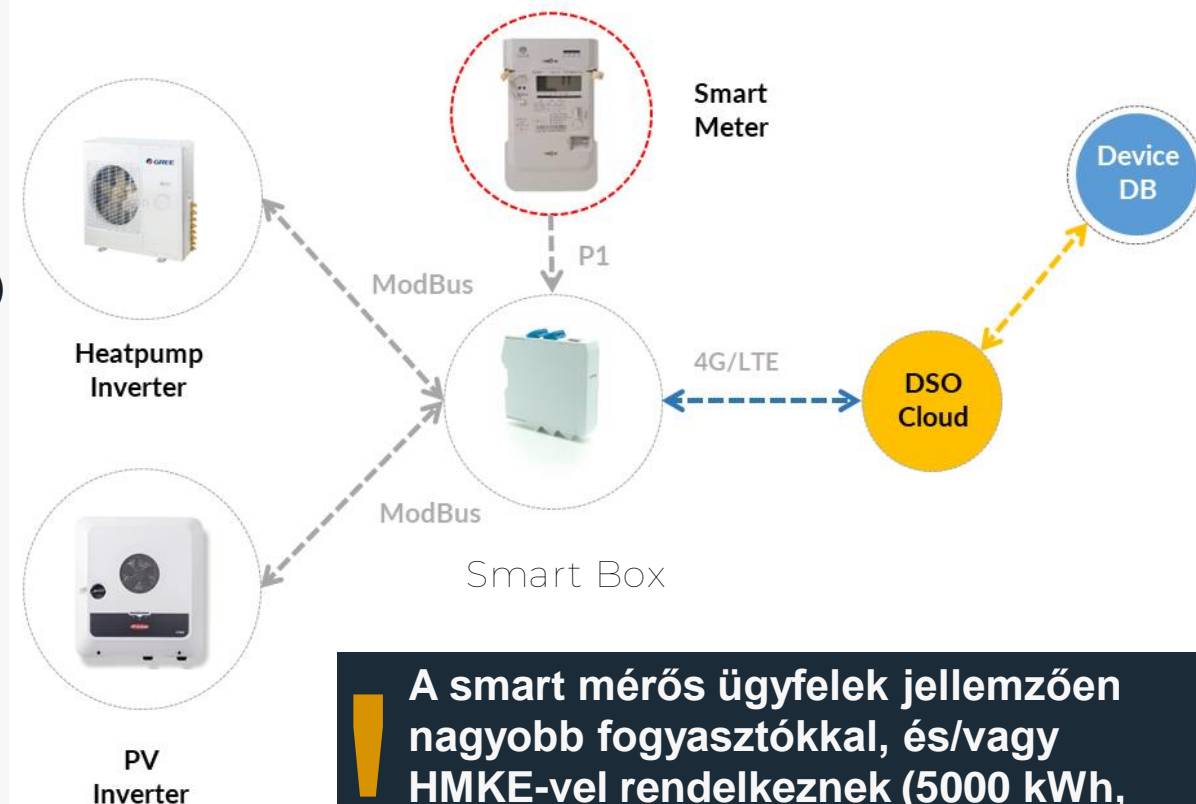 Smart
Meter
GREE
Device
DB
P1
ModBus
Heatpump
Inverter
4G/LTE
DSO
Cloud
ModBus
Smart Box
PV
Inverter
! A smart mérős ügyfelek jellemzően
nagyobb fogyasztókkal, és/vagy
HMKE-vel rendelkeznek (5000 kWh,